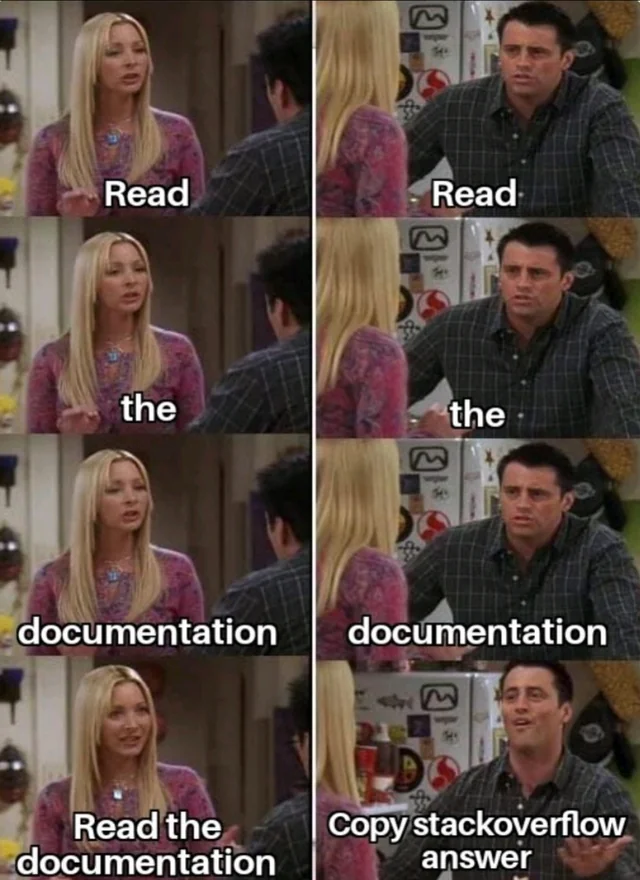 Read
Read
the
the
documentation
documentation
Read the
documentation
Copy stackoverflow
answer